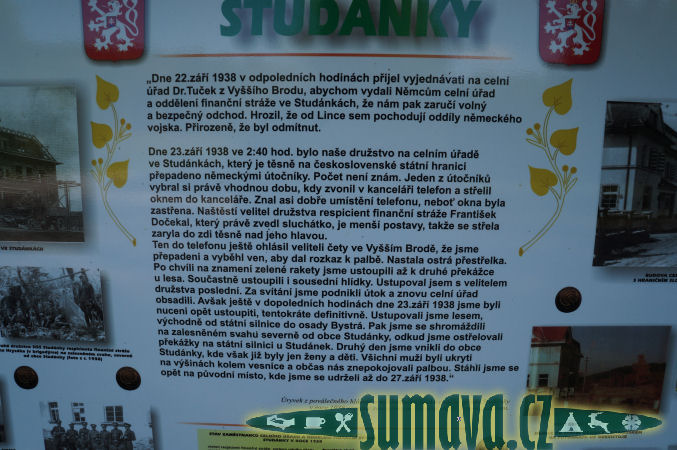 STUDÁNKY
„Dne 22.září 1938 v odpoledních hodinách přijel vyjednávati na celní
úřad Dr.Tuček z Vyššího Brodu, abychom vydali Němcům celní úřad
a oddělení finanční stráže ve Studánkách, že nám pak zaručí volný
a bezpečný odchod. Hrozil, že od Lince sem pochodují oddíly německého
vojska. Přirozeně, že byl odmítnut.
Dne 23.září 1938 ve 2:40 hod. bylo naše družstvo na celním úřadě
ve Studánkách, který je těsně na československé státní hranici
přepadeno německými útočníky. Počet není znám. Jeden z útočníků
vybral si právě vhodnou dobu, kdy zvonil v kanceláři telefon a střelil
oknem do kanceláře. Znal asi dobře umístění telefonu, neboť okna byla
zastřena. Naštěstí velitel družstva respicient finanční stráže František
Dočekal, který právě zvedl sluchátko, je menší postavy, takže se střela
zaryla do zdi těsně nad jeho hlavou.
Ten do telefonu ještě ohlásil veliteli čety ve Vyšším Brodě, že jsme
přepadeni a vyběhl ven, aby dal rozkaz k palbě. Nastala ostrá přestřelka.
Po chvíli na znamení zelené rakety jsme ustoupili až k druhé překážce
u lesa. Součastně ustoupili i sousední hlídky. Ustupoval jsem s velitelem
družstva poslední. Za svítání jsme podnikli útok a znovu celní úřad
obsadili. Avšak ještě v dopoledních hodinách dne 23.září 1938 jsme byli
nuceni opět ustoupiti, tentokráte definitivně. Ustupovali jsme lesem,
východně od státní silnice do osady Bystrá. Pak jsme se shromáždili
na zalesněném svahu severně od obce Studánky, odkud jsme ostřelovali
překážky na státní silnici u Studánek. Druhý den jsme vnikli do obce
Studánky, kde však již byly jen ženy a děti. Všichni muži byli ukryti
na výšinách kolem vesnice a občas nás znepokojovali palbou. Stáhli jsme se
opět na původní místo, kde jsme se udrželi až do 27.září 1938.“
Úryvek z poválečného
VE STUDÁNKÁCH
BUDOVA
S HRANIČNÍM
STUDÁNKY V ROCE 1938
V ROCE
šumava.cz